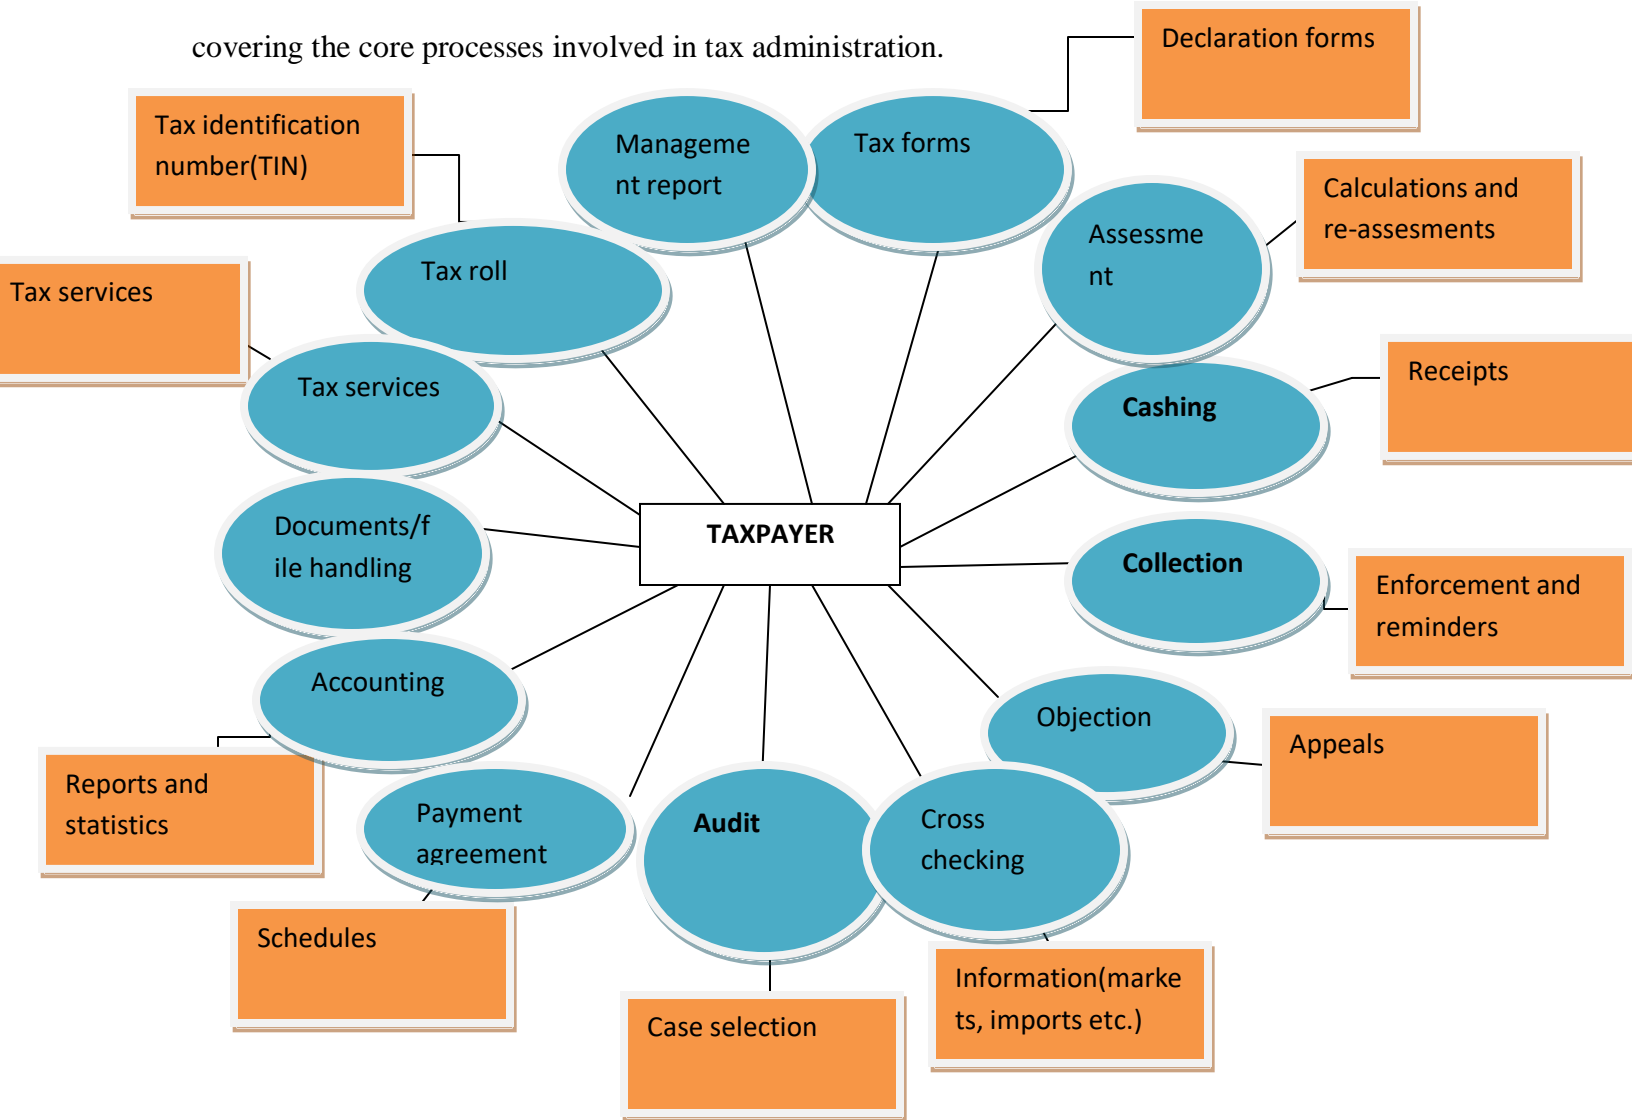 covering the core processes involved in tax administration.
Declaration forms
Tax identification
number(TIN)
Manageme
nt report
Tax forms
Calculations and
re-assesments
Assessme
nt
Tax roll
Tax services
Tax services
Receipts
Cashing
Documents/f
ile handling
TAXPAYER
Collection
Enforcement and
reminders
Accounting
Objection
Appeals
Reports and
statistics
Payment
agreement
Audit
Cross
checking
Schedules
Information(marke
ts, imports etc.)
Case selection